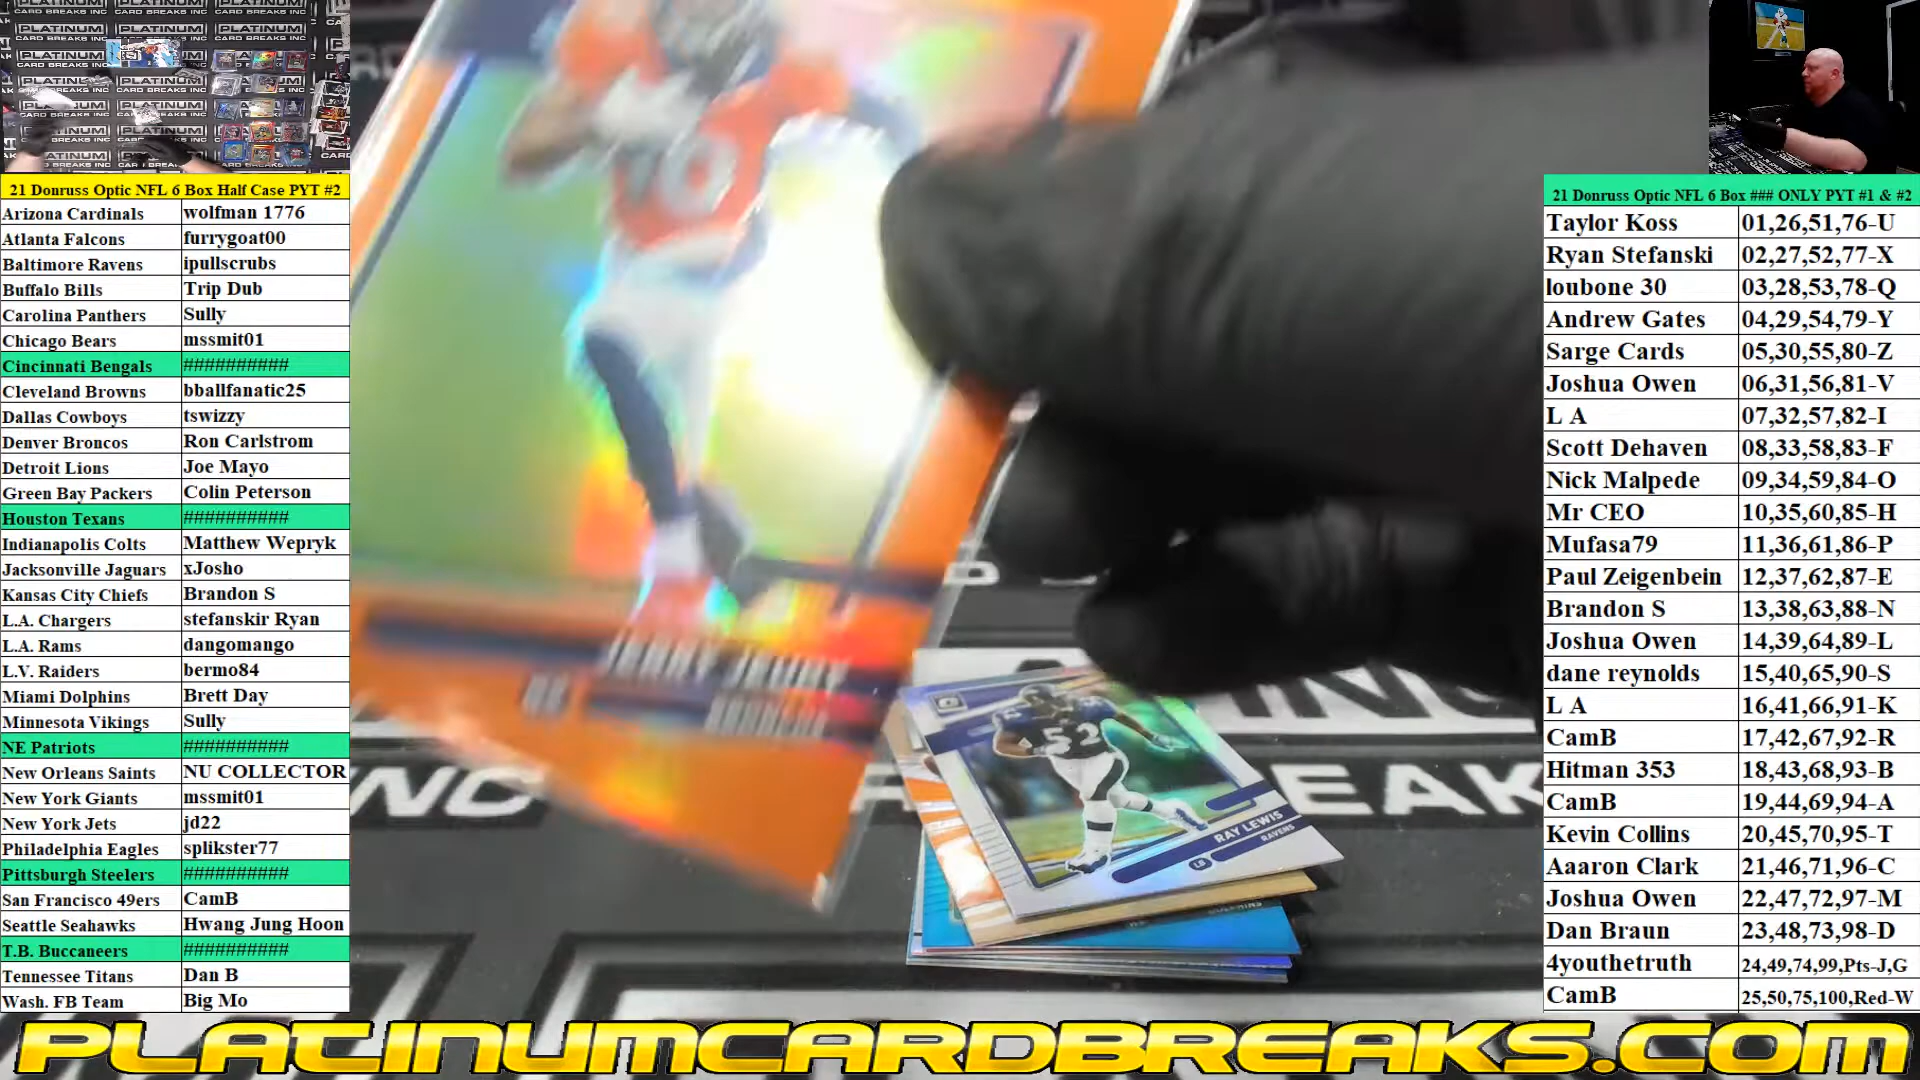 21 Donruss Optic NFL 6 Box Half Case PYT #2
Arizona Cardinals wolfman 1776
Atlanta Falcons furrygoat00
Baltimore Ravens ipullscrubs
Buffalo Bills Trip Dub
Carolina Panthers Sully
Chicago Bears mssmit01
Cincinnati Bengals ##########
Cleveland Browns bballfanatic25
Dallas Cowboys tswizzy
Denver Broncos Ron Carlstrom
Detroit Lions Joe Mayo
Green Bay Packers Colin Peterson
Houston Texans ##########
Indianapolis Colts Matthew Wepryk
Jacksonville Jaguars xJosho
Kansas City Chiefs Brandon S
L.A. Chargers stefanskir Ryan
L.A. Rams dangomango
L.V. Raiders bermo84
Miami Dolphins Brett Day
Minnesota Vikings Sully
NE Patriots ##########
New Orleans Saints NU COLLECTOR
New York Giants mssmit01
New York Jets jd22
Philadelphia Eagles splikster77
Pittsburgh Steelers ##########
San Francisco 49ers CamB
Seattle Seahawks Hwang Jung Hoon
T.B. Buccaneers ##########
Tennessee Titans Dan B
Wash. FB Team Big Mo
52
RAY LEWIS
RAVENS
LB
21 Donruss Optic NFL 6 Box ### ONLY PYT #1 & #2
Taylor Koss 01,26,51,76-U
Ryan Stefanski 02,27,52,77-X
loubone 30 03,28,53,78-Q
Andrew Gates 04,29,54,79-Y
Sarge Cards 05,30,55,80-Z
Joshua Owen 06,31,56,81-V
L A 07,32,57,82-I
Scott Dehaven 08,33,58,83-F
Nick Malpede 09,34,59,84-O
Mr CEO 10,35,60,85-H
Mufasa79 11,36,61,86-P
Paul Zeigenbein 12,37,62,87-E
Brandon S 13,38,63,88-N
Joshua Owen 14,39,64,89-L
dane reynolds 15,40,65,90-S
L A 16,41,66,91-K
CamB 17,42,67,92-R
Hitman 353 18,43,68,93-B
CamB 19,44,69,94-A
Kevin Collins 20,45,70,95-T
Aaaron Clark 21,46,71,96-C
Joshua Owen 22,47,72,97-M
Dan Braun 23,48,73,98-D
4youthetruth 24,49,74,99,Pts-J,G
CamB 25,50,75,100,Red-W
PLATINUMCARDBREAKS.COM